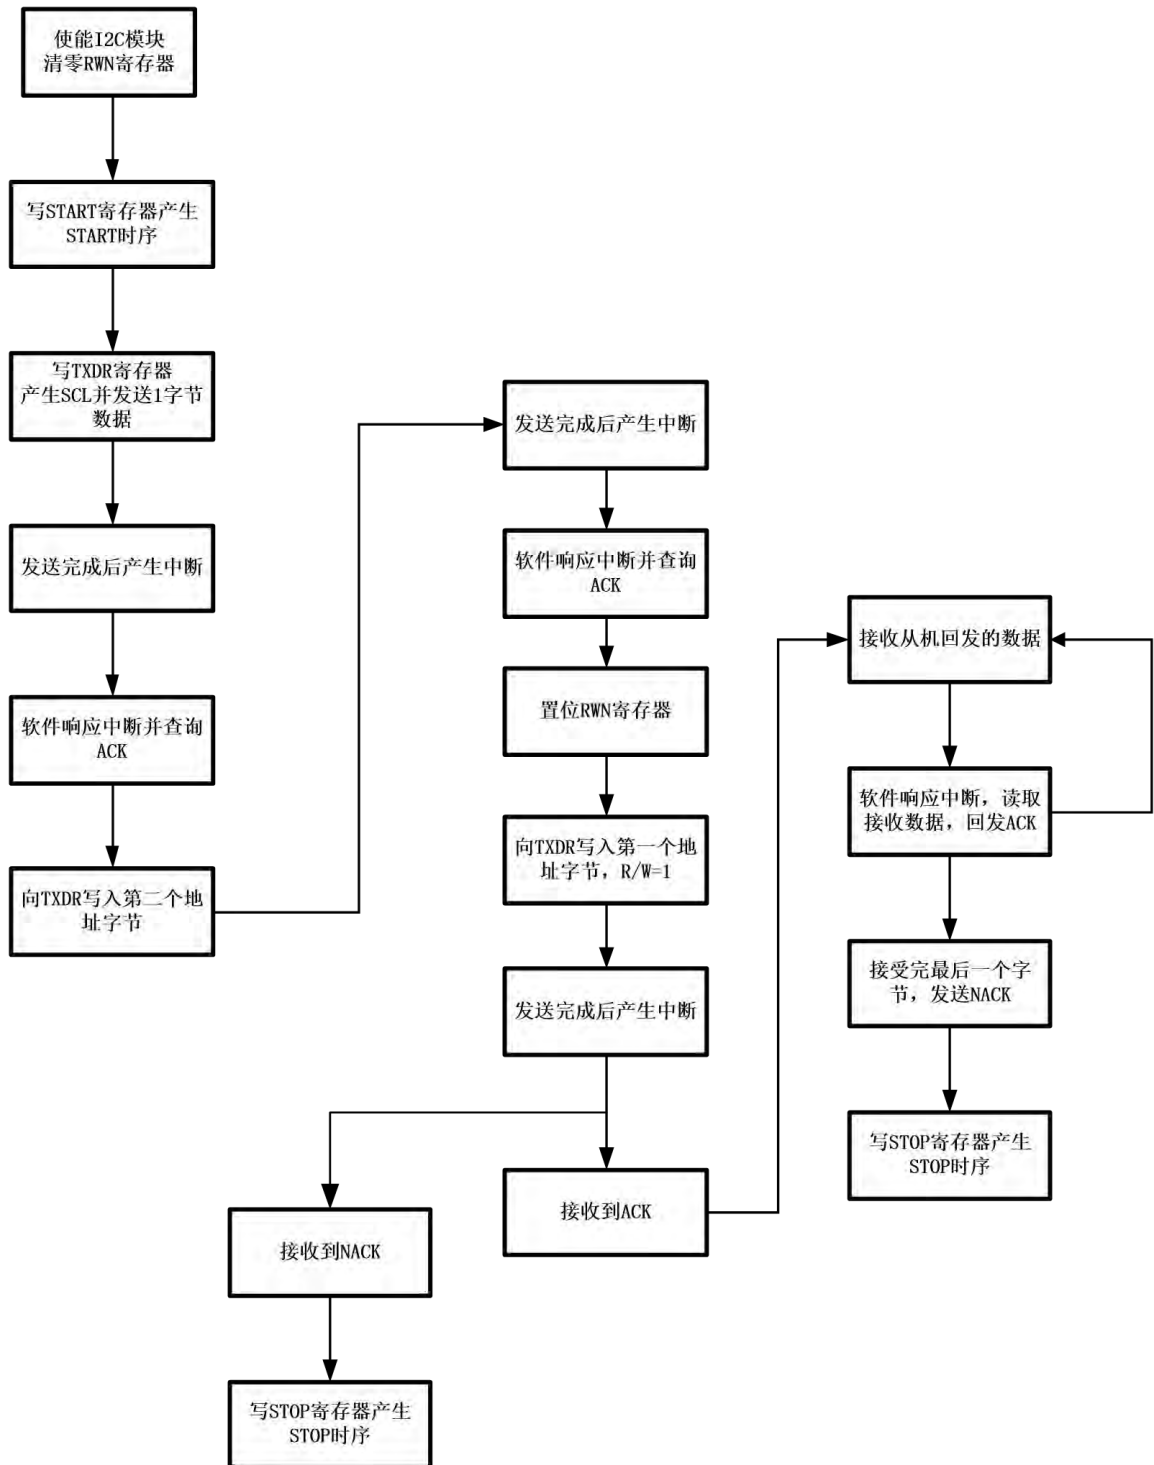 使能I2C模块
清零RWN寄存器
写START寄存器产生
START时序
写TXDR寄存器
产生SCL并发送1字节
数据
发送完成后产生中断
软件响应中断并查询
ACK
向TXDR写入第二个地
址字节
发送完成后产生中断
软件响应中断并查询
ACK
置位RWN寄存器
向TXDR写入第一个地
址字节，R/W=1
发送完成后产生中断
接收到NACK
写STOP寄存器产生
STOP时序
接收到ACK
接收从机回发的数据
软件响应中断，读取
接收数据，回发ACK
接受完最后一个字
节，发送NACK
写STOP寄存器产生
STOP时序